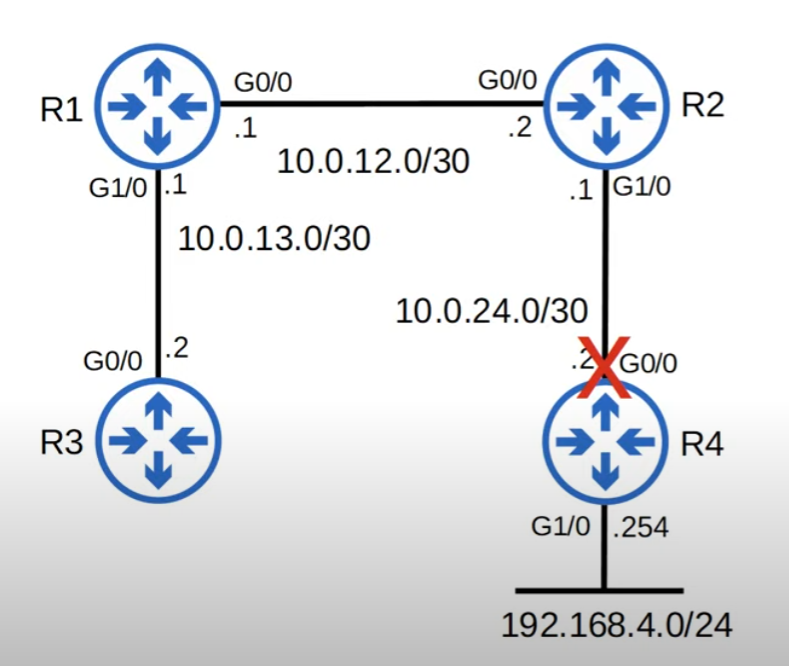 G0/0
G0/0
R1
R2
.1
.2
10.0.12.0/30
G1/0
.1
.1
G1/0
10.0.13.0/30
10.0.24.0/30
.2
G0/0
.2
G0/0
R3
R4
G1/0
.254
192.168.4.0/24